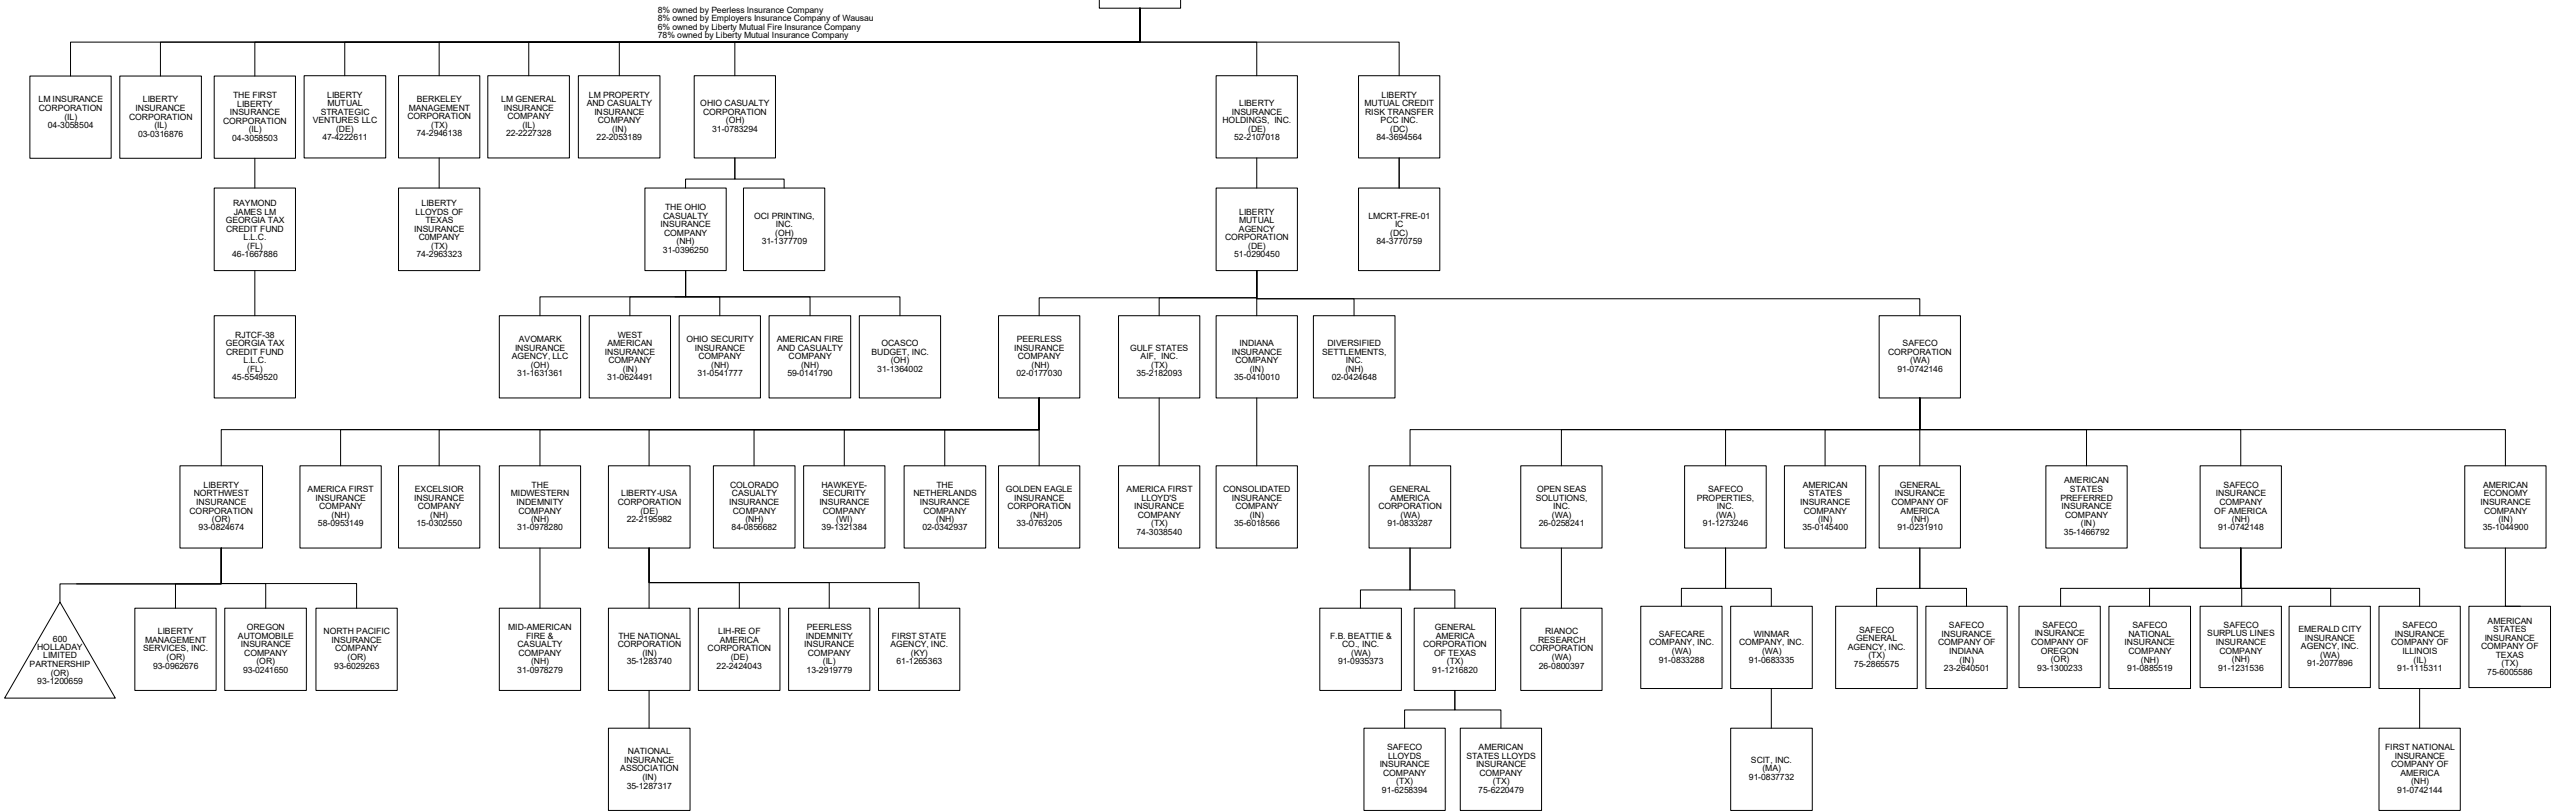 8% owned by Peerless Insurance Company
8% owned by Employers Insurance Company of Wausau
6% owned by Liberty Mutual Fire Insurance Company
78% owned by Liberty Mutual Insurance Company
LM INSURANCE
CORPORATION
(IL)
04-3058504
LIBERTY
INSURANCE
CORPORATION
(IL)
03-0316876
THE FIRST
LIBERTY
INSURANCE
CORPORATION
(IL)
04-3058503
LIBERTY
MUTUAL
STRATEGIC
VENTURES LLC
(DE)
47-4222611
BERKELEY
MANAGEMENT
CORPORATION
(TX)
74-2946138
LM GENERAL
INSURANCE
COMPANY
(IL)
22-2227328
LM PROPERTY
AND CASUALTY
INSURANCE
COMPANY
(IN)
22-2053189
OHIO CASUALTY
CORPORATION
(OH)
31-0783294
LIBERTY
INSURANCE
HOLDINGS, INC.
(DE)
52-2107018
LIBERTY
MUTUAL CREDIT
RISK TRANSFER
PCC INC.
(DC)
84-3694564
RAYMOND
JAMES LM
GEORGIA TAX
CREDIT FUND
L.L.C.
(FL)
46-1667886
LIBERTY
LLOYDS OF
TEXAS
INSURANCE
COMPANY
(TX)
74-2963323
THE OHIO
CASUALTY
INSURANCE
COMPANY
(NH)
31-0396250
OCI PRINTING,
INC.
(OH)
31-1377709
LIBERTY
MUTUAL
AGENCY
CORPORATION
(DE)
51-0290450
LMCRT-FRE-01
IC
(DC)
84-3770759
RJTCF-38
GEORGIA TAX
CREDIT FUND
L.L.C.
(FL)
45-5549520
AVOMARK
INSURANCE
AGENCY, LLC
(OH)
31-1631361
WEST
AMERICAN
INSURANCE
COMPANY
(IN)
31-0624491
OHIO SECURITY
INSURANCE
COMPANY
(NH)
31-0541777
AMERICAN FIRE
AND CASUALTY
COMPANY
(NH)
59-0141790
OCASCO
BUDGET, INC.
(OH)
31-1364002
PEERLESS
INSURANCE
COMPANY
(NH)
02-0177030
GULF STATES
AIF, INC.
(TX)
35-2182093
INDIANA
INSURANCE
COMPANY
(IN)
35-0410010
DIVERSIFIED
SETTLEMENTS,
INC.
(NH)
02-0424648
SAFECO
CORPORATION
(WA)
91-0742146
LIBERTY
NORTHWEST
INSURANCE
CORPORATION
(OR)
93-0824674
AMERICA FIRST
INSURANCE
COMPANY
(NH)
58-0953149
EXCELSIOR
INSURANCE
COMPANY
(NH)
15-0302550
THE
MIDWESTERN
INDEMNITY
COMPANY
(NH)
31-0978280
LIBERTY-USA
CORPORATION
(DE)
22-2195982
COLORADO
CASUALTY
INSURANCE
COMPANY
(NH)
84-0856682
HAWKEYE-
SECURITY
INSURANCE
COMPANY
(WI)
39-1321384
THE
NETHERLANDS
INSURANCE
COMPANY
(NH)
02-0342937
GOLDEN EAGLE
INSURANCE
CORPORATION
(NH)
33-0763205
AMERICA FIRST
LLOYD'S
INSURANCE
COMPANY
(TX)
74-3038540
CONSOLIDATED
INSURANCE
COMPANY
(IN)
35-6018566
GENERAL
AMERICA
CORPORATION
(WA)
91-0833287
OPEN SEAS
SOLUTIONS,
INC.
(WA)
26-0258241
SAFECO
PROPERTIES,
INC.
(WA)
91-1273246
AMERICAN
STATES
INSURANCE
COMPANY
(IN)
35-0145400
GENERAL
INSURANCE
COMPANY OF
AMERICA
(NH)
91-0231910
AMERICAN
STATES
PREFERRED
INSURANCE
COMPANY
(IN)
35-1466792
SAFECO
INSURANCE
COMPANY
OF AMERICA
(NH)
91-0742148
AMERICAN
ECONOMY
INSURANCE
COMPANY
(IN)
35-1044900
600
HOLLADAY
LIMITED
PARTNERSHIP
(OR)
93-1200659
LIBERTY
MANAGEMENT
SERVICES, INC.
(OR)
93-0962676
OREGON
AUTOMOBILE
INSURANCE
COMPANY
(OR)
93-0241650
NORTH PACIFIC
INSURANCE
COMPANY
(OR)
93-6029263
MID-AMERICAN
FIRE &
CASUALTY
COMPANY
(NH)
31-0978279
THE NATIONAL
CORPORATION
(IN)
35-1283740
LIH-RE OF
AMERICA
CORPORATION
(DE)
22-2424043
PEERLESS
INDEMNITY
INSURANCE
COMPANY
(IL)
13-2919779
FIRST STATE
AGENCY, INC.
(KY)
61-1265363
F.B. BEATTIE &
CO., INC.
(WA)
91-0935373
GENERAL
AMERICA
CORPORATION
OF TEXAS
(TX)
91-1216820
RIANOC
RESEARCH
CORPORATION
(WA)
26-0800397
SAFECARE
COMPANY, INC.
(WA)
91-0833288
WINMAR
COMPANY, INC.
(WA)
91-0683335
SAFECO
GENERAL
AGENCY, INC.
(TX)
75-2865575
SAFECO
INSURANCE
COMPANY OF
INDIANA
(IN)
23-2640501
SAFECO
INSURANCE
COMPANY OF
OREGON
(OR)
93-1300233
SAFECO
NATIONAL
INSURANCE
COMPANY
(NH)
91-0885519
SAFECO
SURPLUS LINES
INSURANCE
COMPANY
(NH)
91-1231536
EMERALD CITY
INSURANCE
AGENCY, INC.
(WA)
91-2077896
SAFECO
INSURANCE
COMPANY OF
ILLINOIS
(IL)
91-1115311
AMERICAN
STATES
INSURANCE
COMPANY OF
TEXAS
(TX)
75-6005586
NATIONAL
INSURANCE
ASSOCIATION
(IN)
35-1287317
SAFECO
LLOYDS
INSURANCE
COMPANY
(TX)
91-6258394
AMERICAN
STATES LLOYDS
INSURANCE
COMPANY
(TX)
75-6220479
SCIT, INC.
(MA)
91-0837732
FIRST NATIONAL
INSURANCE
COMPANY OF
AMERICA
(NH)
91-0742144